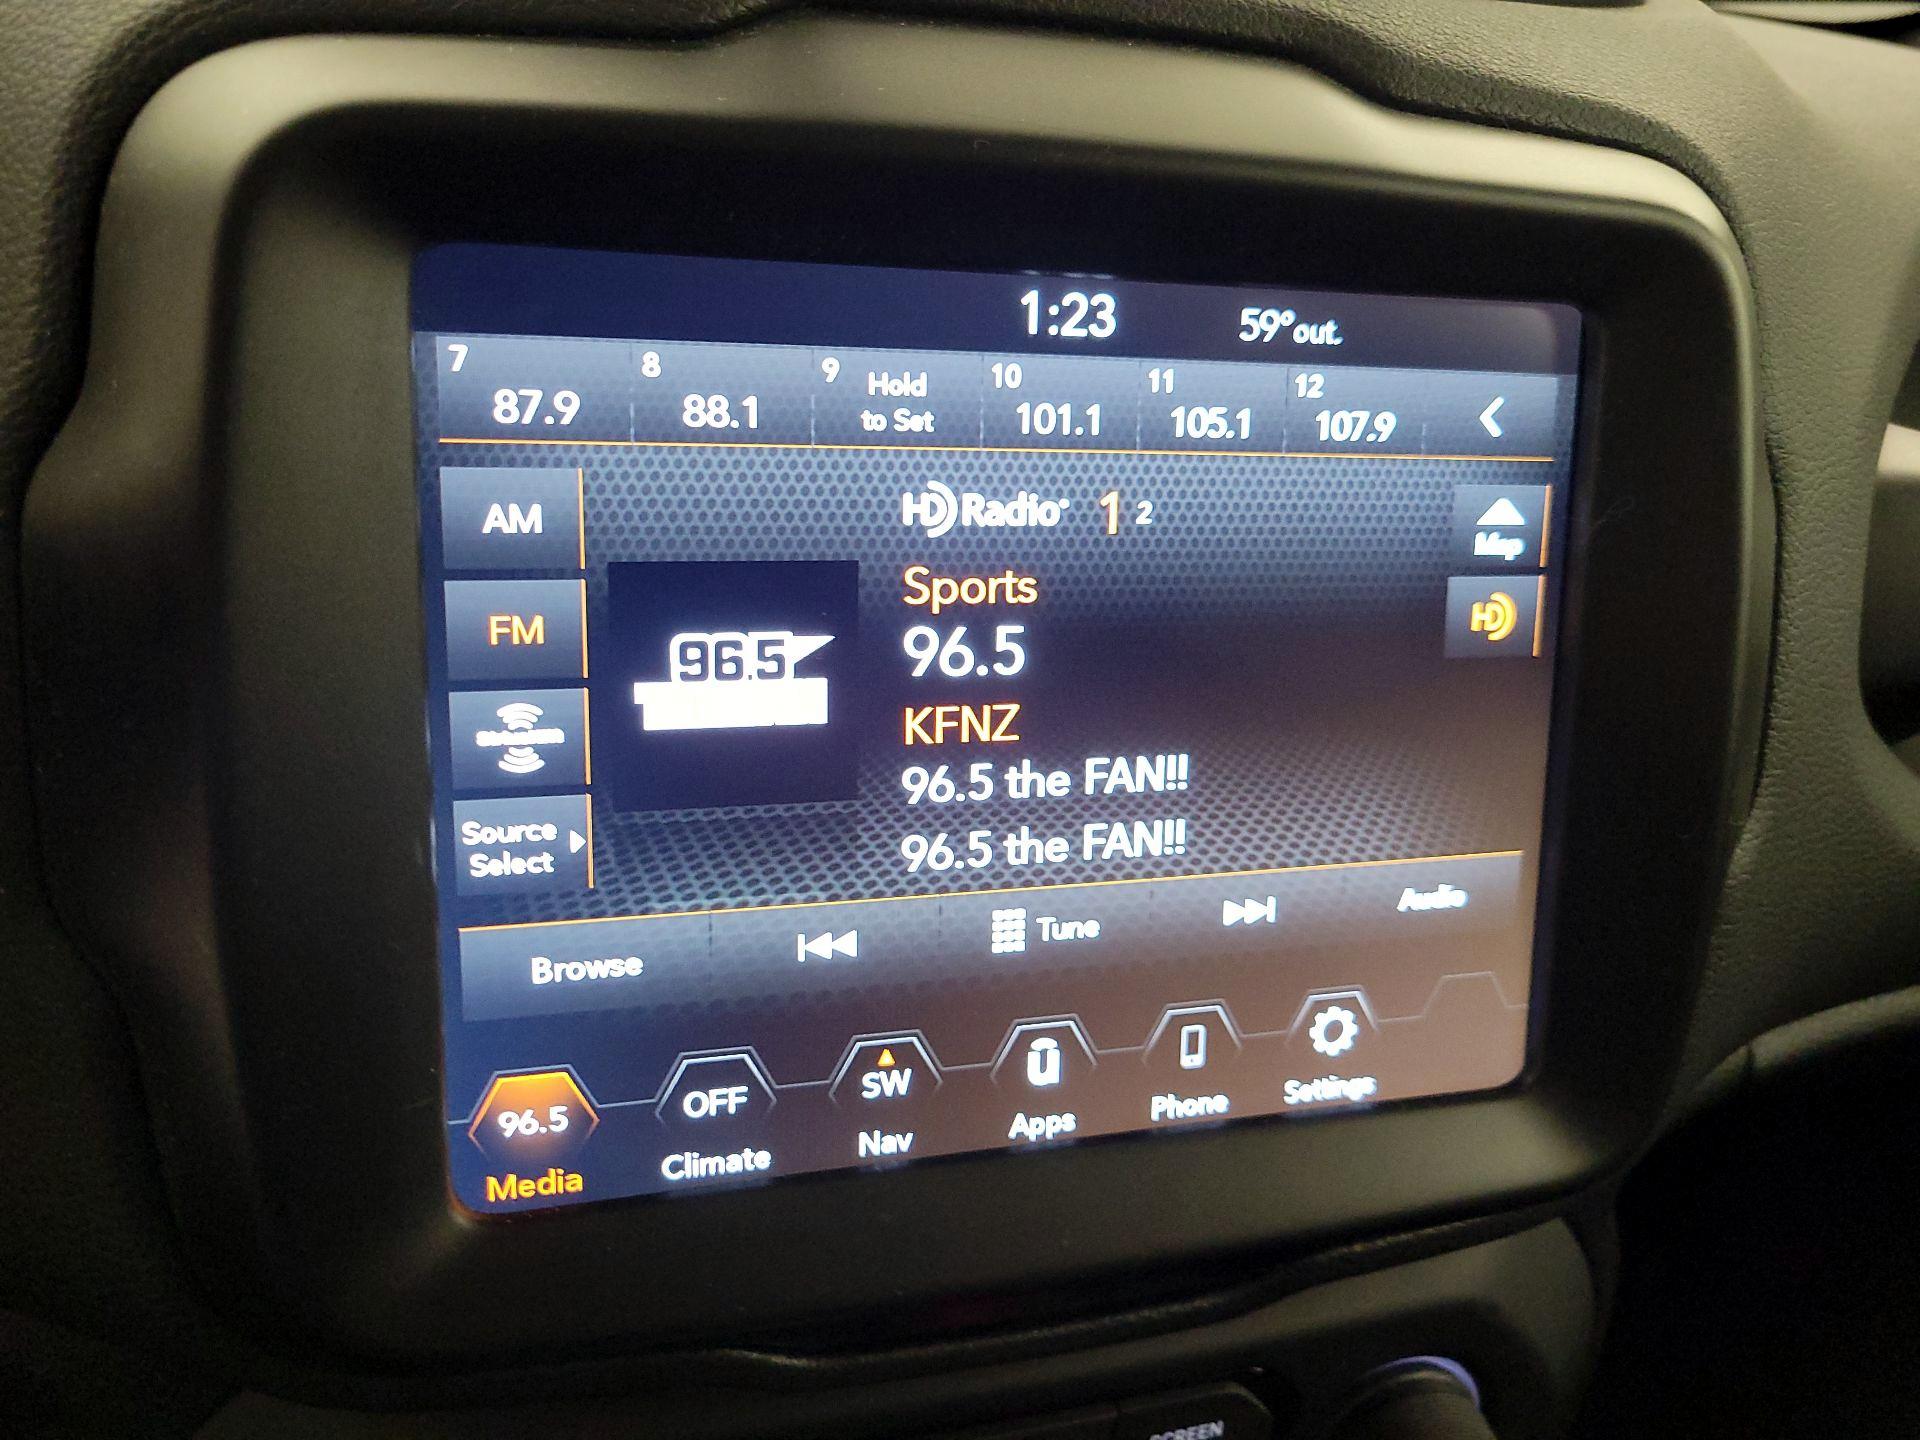 1:23 59°out.
7 8 9 10 11 12
87.9 88.1 Hold to Set 101.1 105.1 107.9
AM
FM
Source
Select
HD Radio® 1 2
Sports
96.5
KFNZ
96.5 the FAN!!
96.5 the FAN!!
96.5
Map
HD
Browse Tune Audio
96.5 OFF SW u
Media Climate Nav Apps Phone Settings
SCREEN